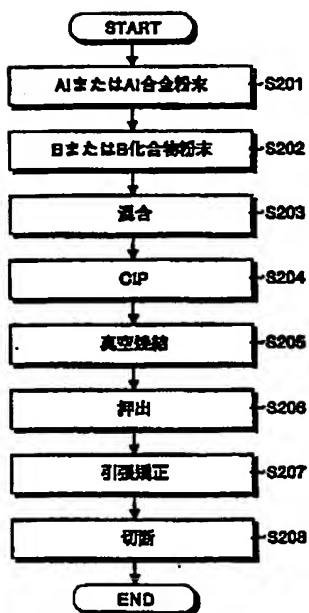 START
AlまたはAl合金粉末 S201
BまたはB化合物粉末 S202
混合 S203
CIP S204
真空焼結 S205
押出 S206
引張矯正 S207
切断 S208
END